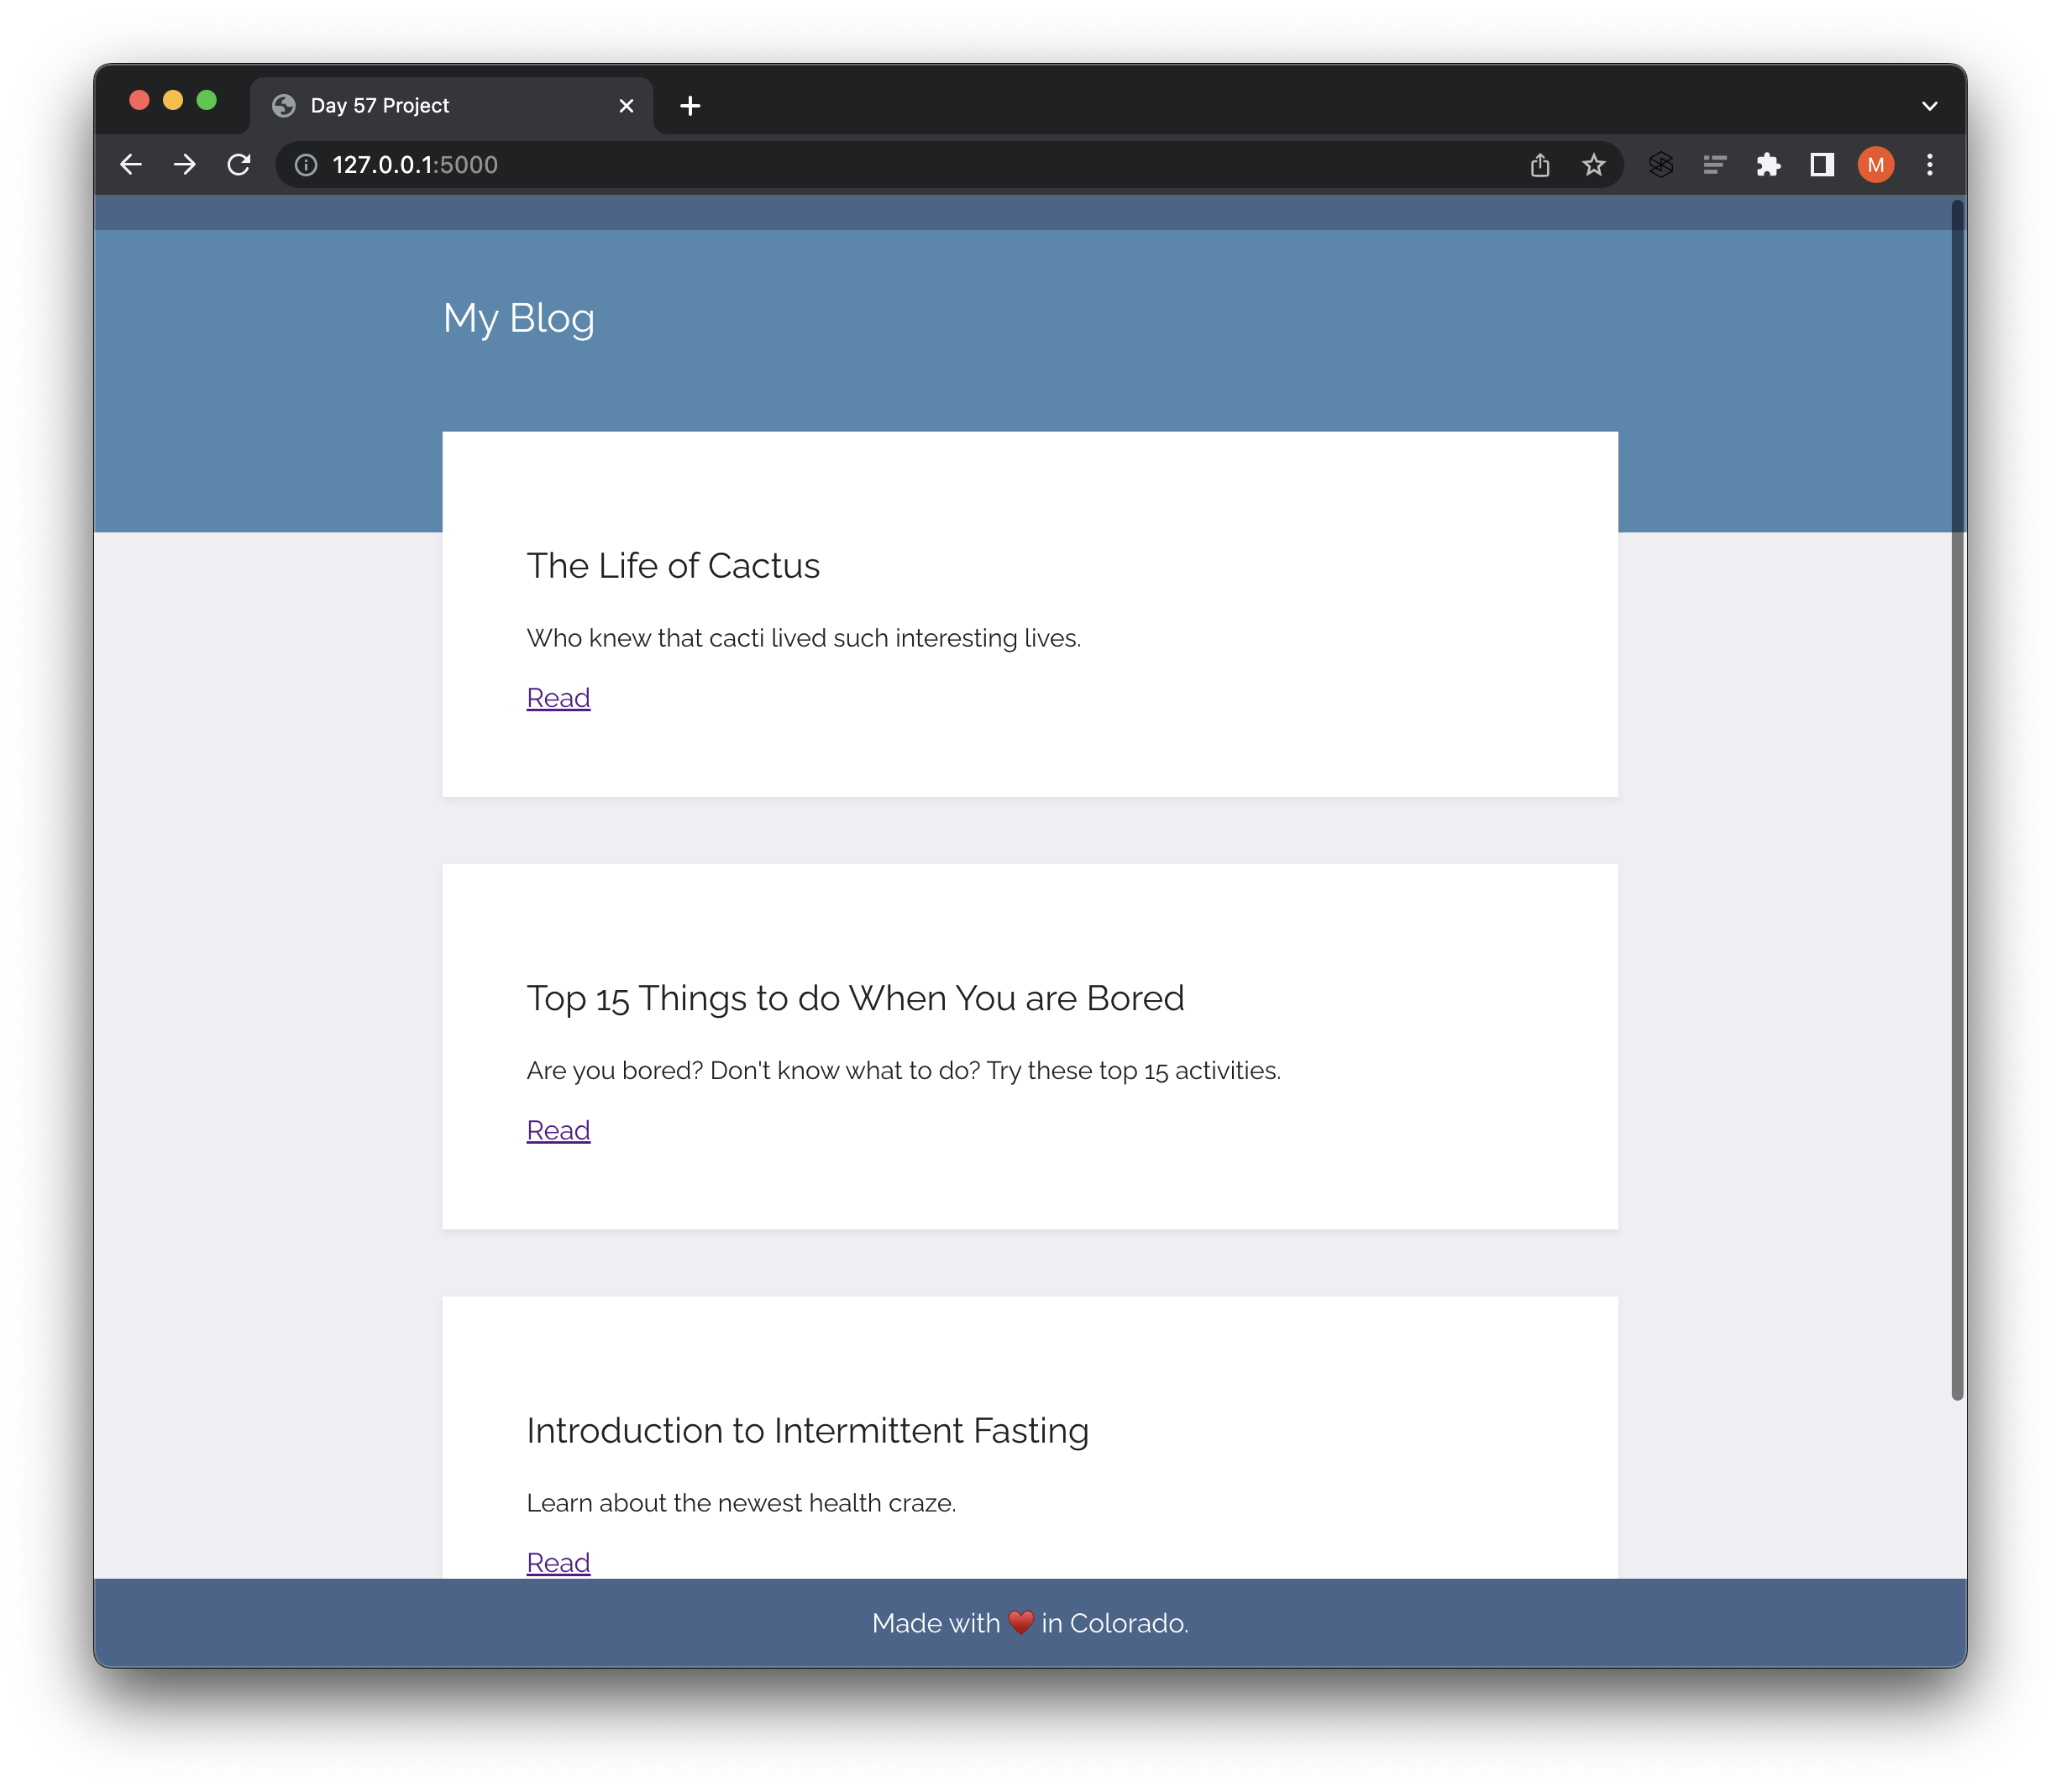 Day 57 Project
127.0.0.1:5000
M
My Blog
The Life of Cactus
Who knew that cacti lived such interesting lives.
Read
Top 15 Things to do When You are Bored
Are you bored? Don't know what to do? Try these top 15 activities.
Read
Introduction to Intermittent Fasting
Learn about the newest health craze.
Read
Made with ❤️ in Colorado.